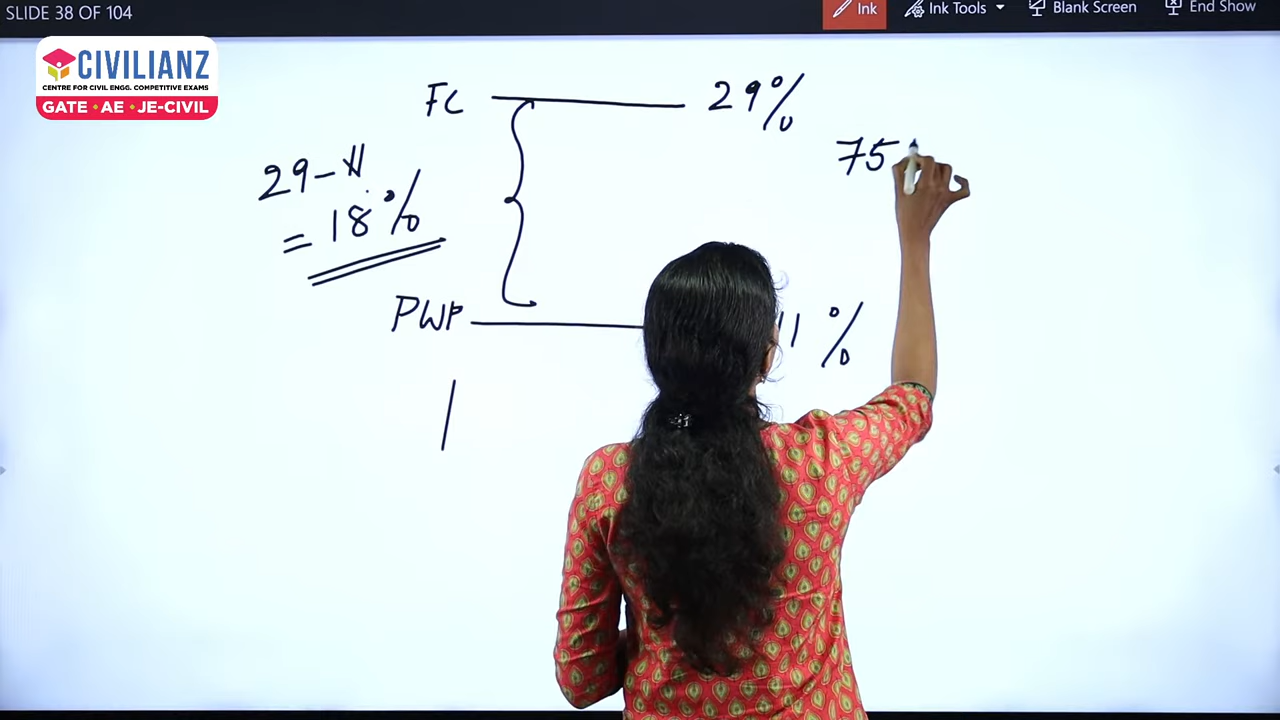 SLIDE 38 OF 104
Ink
Ink Tools
Blank Screen
End Show
CIVILIANZ
CENTRE FOR CIVIL ENGG. COMPETITIVE EXAMS
GATE • AE • JE-CIVIL
FC 29%
75
29-11
= 18%
PWP 11 %